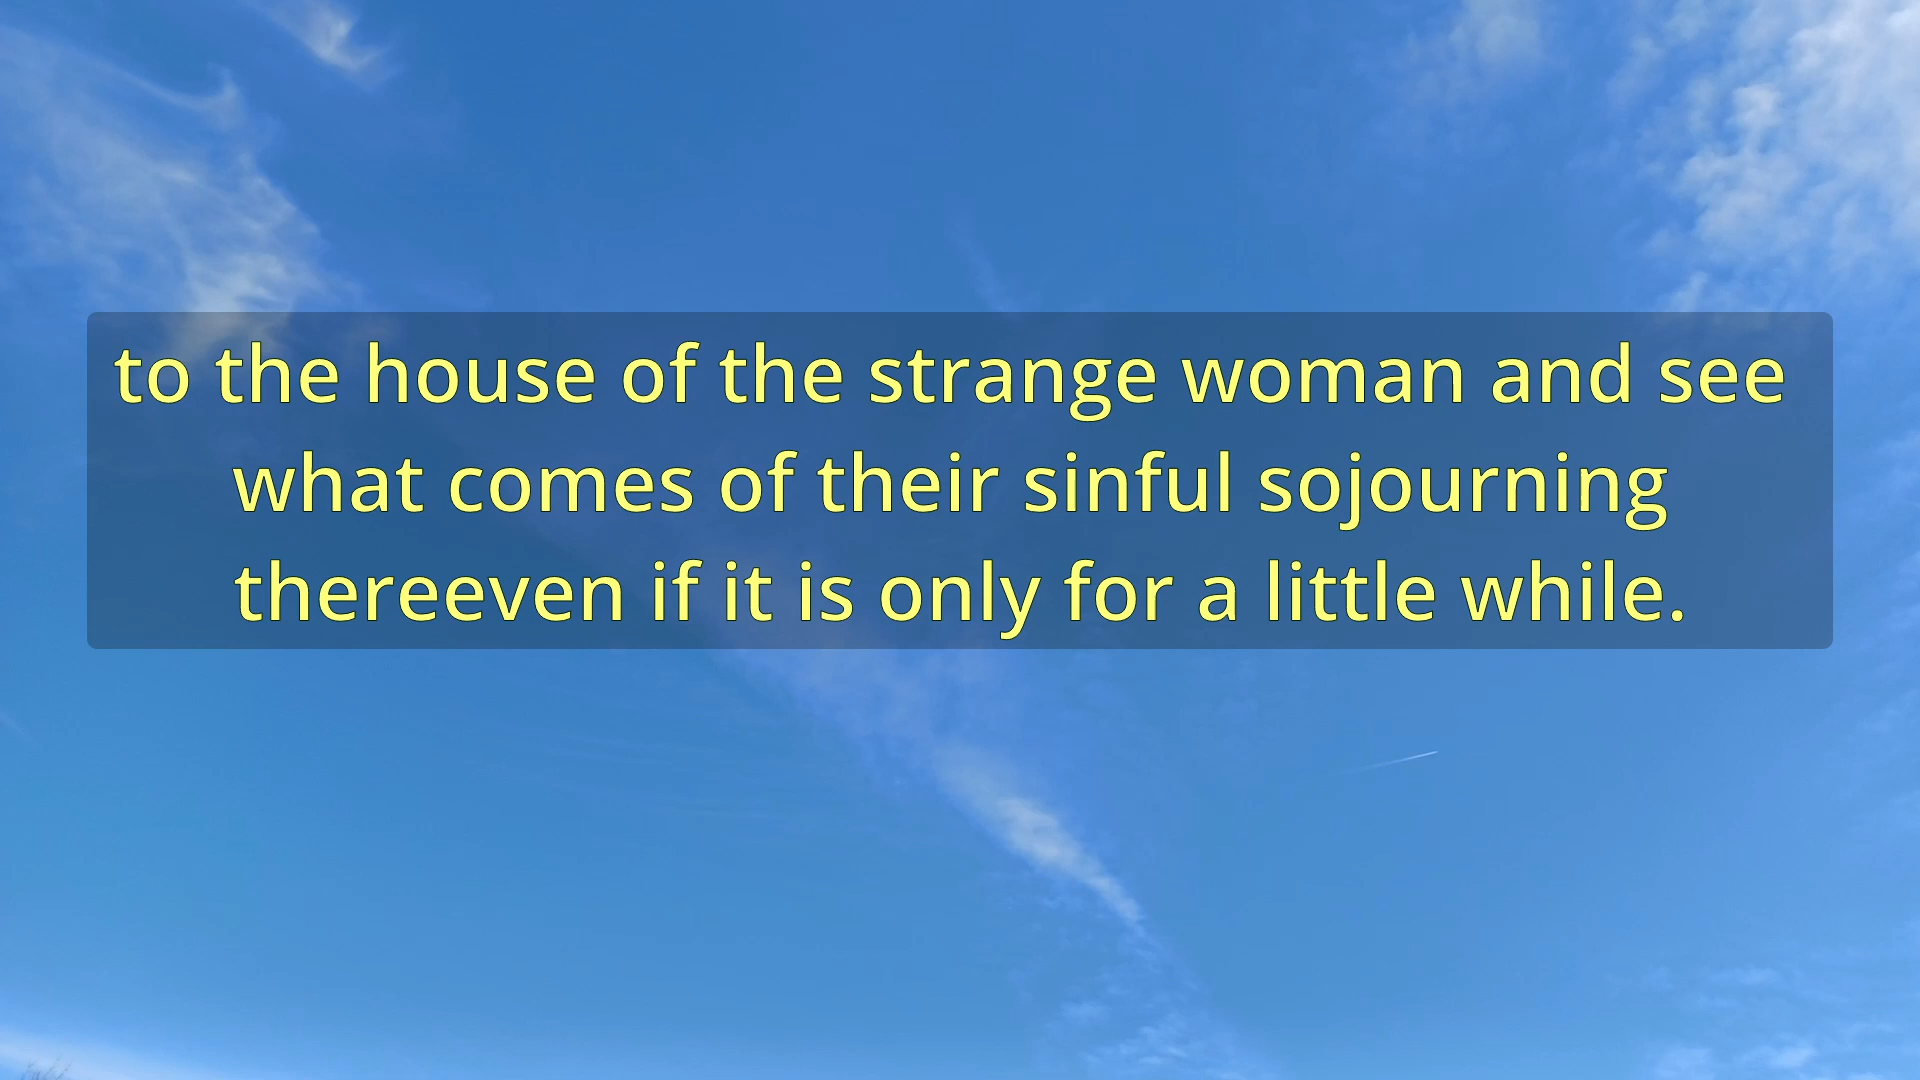 to the house of the strange woman and see
what comes of their sinful sojourning
thereeven if it is only for a little while.